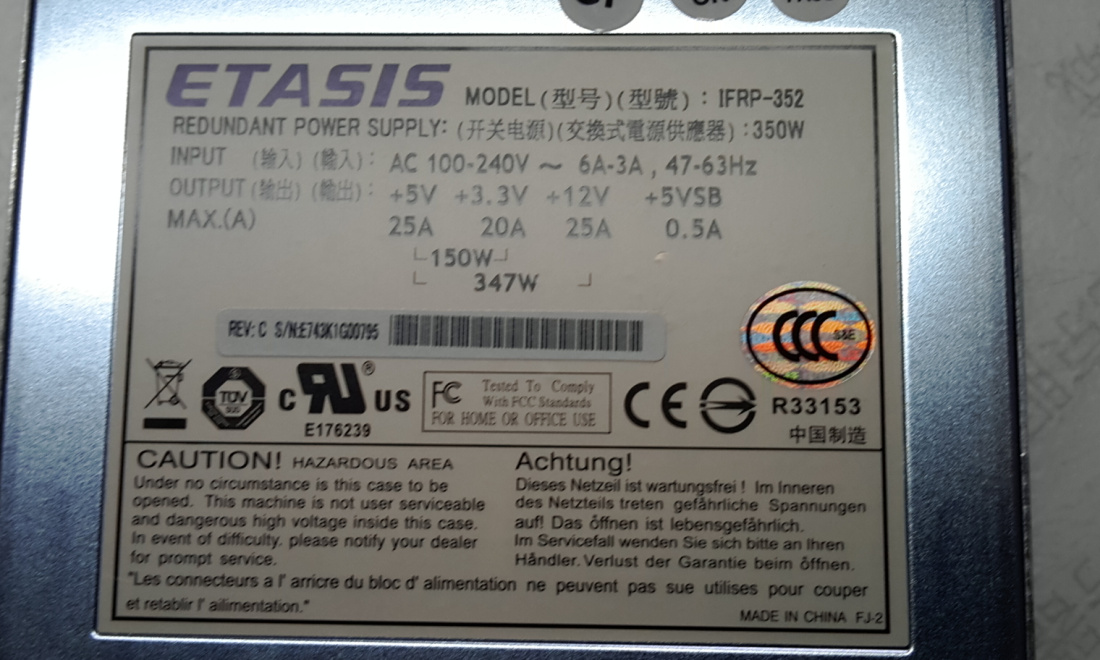 ETASIS MODEL(型号)(型號) : IFRP-352
REDUNDANT POWER SUPPLY: (开关电源)(交換式電源供應器) :350W
INPUT (输入) (輸入) : AC 100-240V ~ 6A-3A , 47-63Hz
OUTPUT (输出) (輸出) : +5V +3.3V +12V +5VSB
MAX.(A) 25A 20A 25A 0.5A
150W
347W
REV: C S/N:E743K1G00795
CCC S&E
TÜV
C UR US
E176239
FC Tested To Comply
With FCC Standards
FOR HOME OR OFFICE USE
CE
R33153
中国制造
CAUTION! HAZARDOUS AREA
Under no circumstance is this case to be
opened. This machine is not user serviceable
and dangerous high voltage inside this case.
In event of difficulty. please notify your dealer
for prompt service.
Achtung!
Dieses Netzeil ist wartungsfrei ! Im Inneren
des Netzteils treten gefährliche Spannungen
auf! Das öffnen ist lebensgefährlich.
Im Servicefall wenden Sie sich bitte an Ihren
Händler. Verlust der Garantie beim öffnen.
"Les connecteurs a l' arricre du bloc d' alimentation ne peuvent pas sue utilises pour couper
et retablir l' ailimentation."
MADE IN CHINA FJ-2